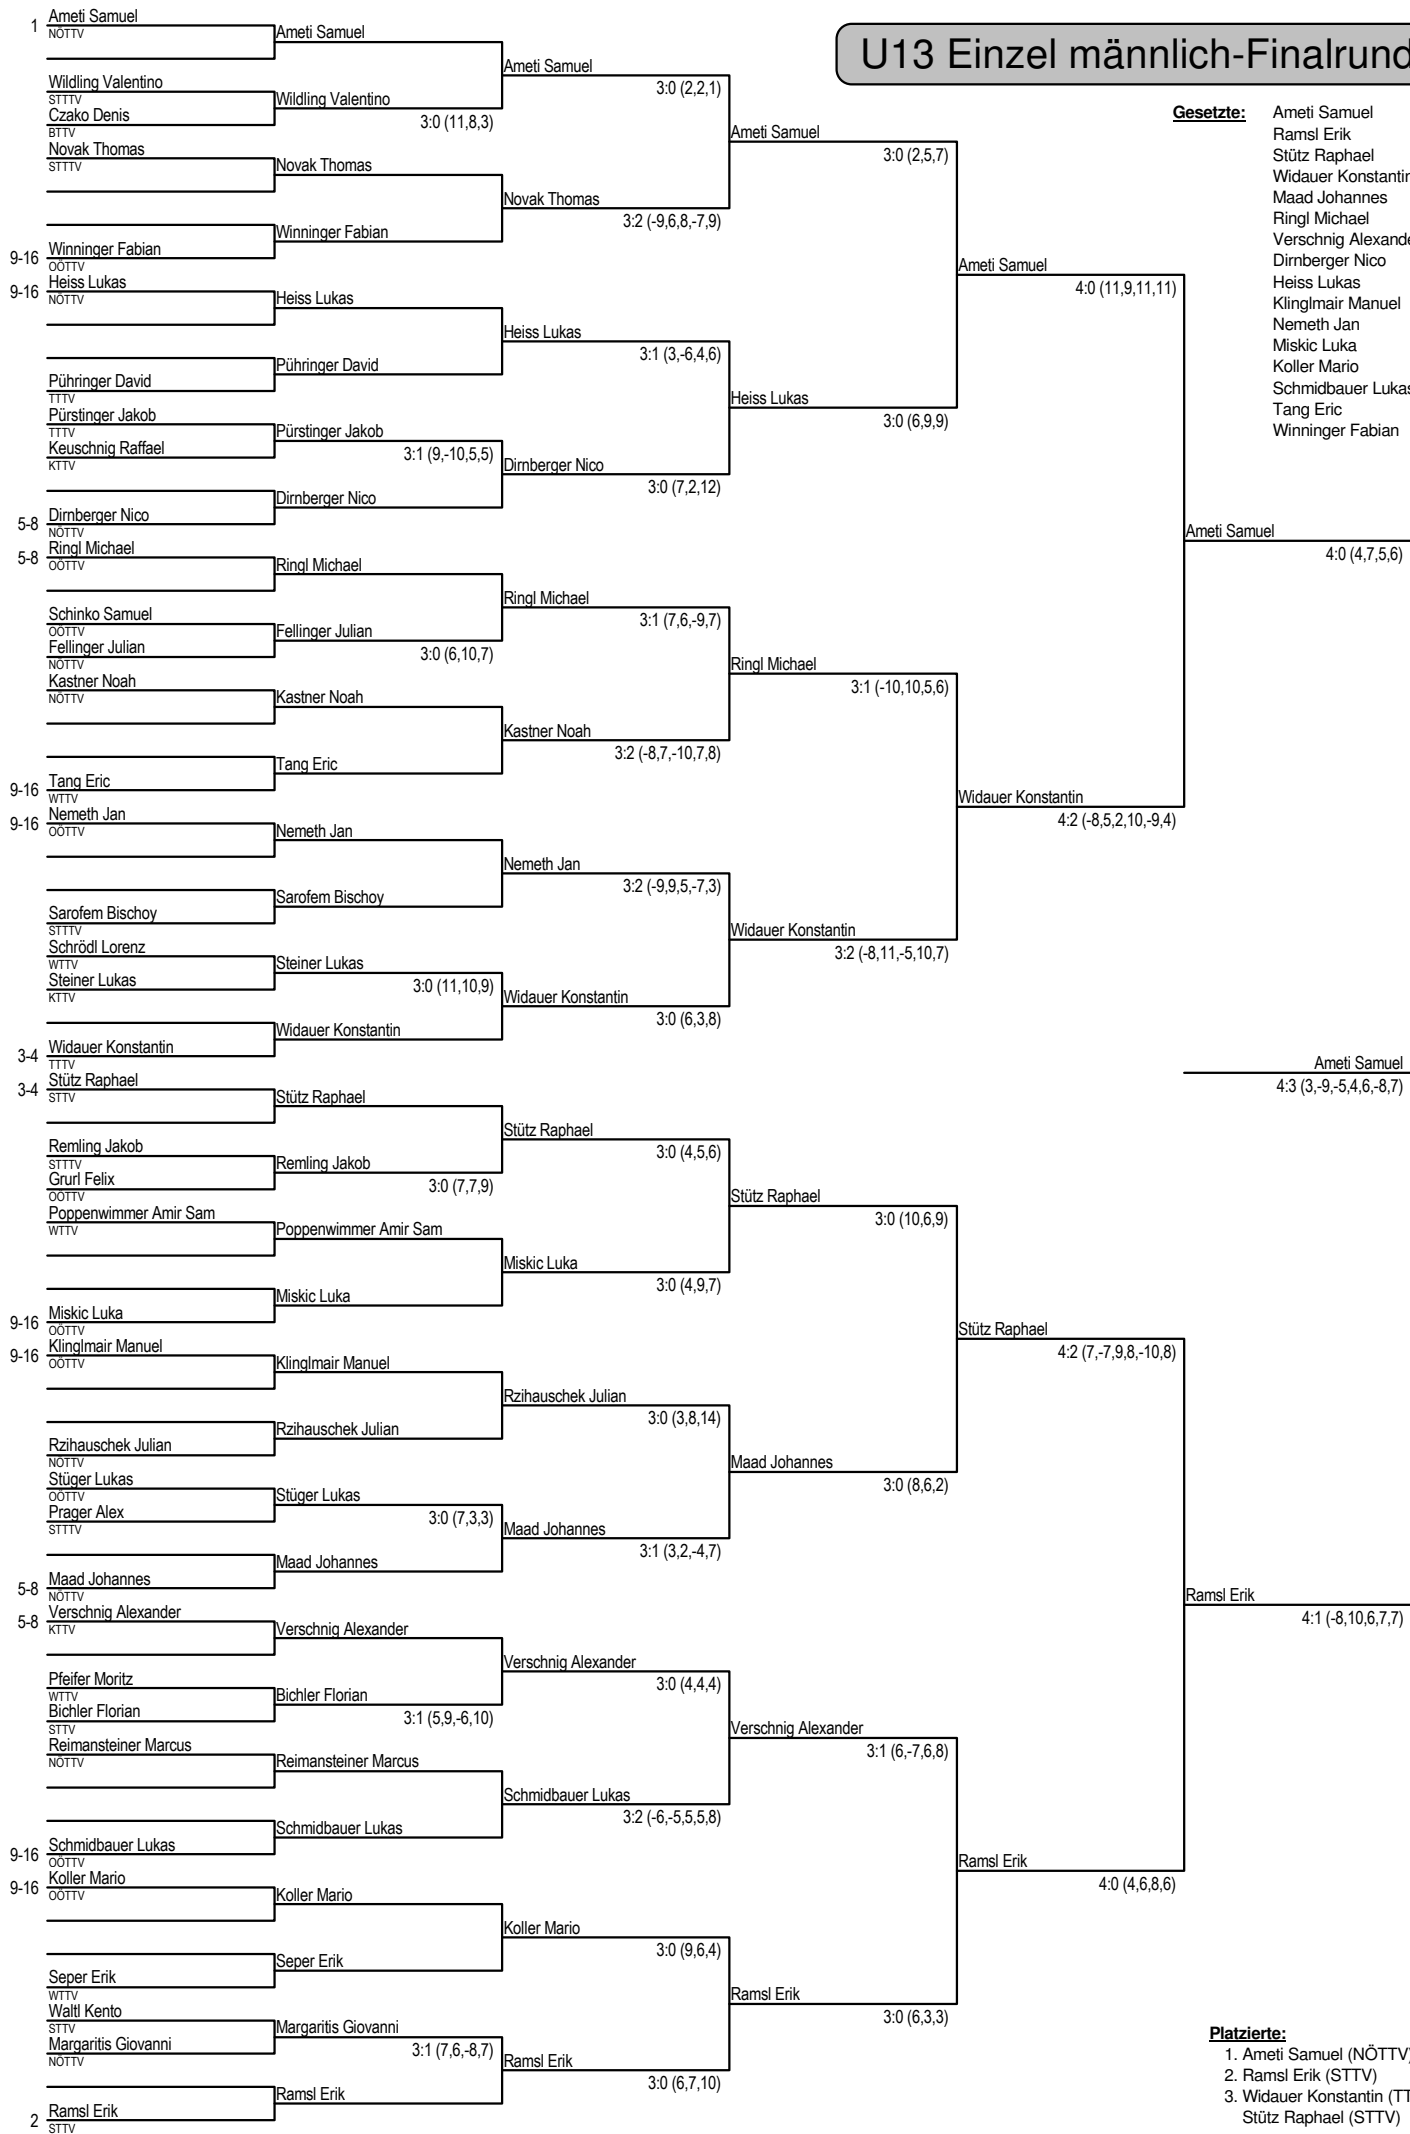 U13 Einzel männlich-Finalrund
Gesetzte:
Ameti Samuel
Ramsl Erik
Stütz Raphael
Widauer Konstantin
Maad Johannes
Ringl Michael
Verschnig Alexande
Dirnberger Nico
Heiss Lukas
Klinglmair Manuel
Nemeth Jan
Miskic Luka
Koller Mario
Schmidbauer Lukas
Tang Eric
Winninger Fabian
1 Ameti Samuel
NÖTTV
Wildling Valentino
STTTV
Czako Denis
BTTV
Novak Thomas
STTTV
9-16 Winninger Fabian
OÖTTV
9-16 Heiss Lukas
NÖTTV
Pühringer David
TTTV
Pürstinger Jakob
TTTV
Keuschnig Raffael
KTTV
5-8 Dirnberger Nico
NÖTTV
5-8 Ringl Michael
OÖTTV
Schinko Samuel
OÖTTV
Fellinger Julian
NÖTTV
Kastner Noah
NÖTTV
9-16 Tang Eric
WTTV
9-16 Nemeth Jan
OÖTTV
Sarofem Bischoy
STTTV
Schrödl Lorenz
WTTV
Steiner Lukas
KTTV
3-4 Widauer Konstantin
TTTV
3-4 Stütz Raphael
STTV
Remling Jakob
STTTV
Grurl Felix
OÖTTV
Poppenwimmer Amir Sam
WTTV
9-16 Miskic Luka
OÖTTV
9-16 Klinglmair Manuel
OÖTTV
Rzihauschek Julian
NÖTTV
Stüger Lukas
OÖTTV
Prager Alex
STTTV
5-8 Maad Johannes
NÖTTV
5-8 Verschnig Alexander
KTTV
Pfeifer Moritz
WTTV
Bichler Florian
STTV
Reimansteiner Marcus
NÖTTV
9-16 Schmidbauer Lukas
OÖTTV
9-16 Koller Mario
OÖTTV
Seper Erik
WTTV
Waltl Kento
STTV
Margaritis Giovanni
NÖTTV
2 Ramsl Erik
STTV
Ameti Samuel
Wildling Valentino
3:0 (11,8,3)
Novak Thomas
Winninger Fabian
Heiss Lukas
Pühringer David
Pürstinger Jakob
3:1 (9,-10,5,5)
Dirnberger Nico
Ringl Michael
Fellinger Julian
3:0 (6,10,7)
Kastner Noah
Tang Eric
Nemeth Jan
Sarofem Bischoy
Steiner Lukas
3:0 (11,10,9)
Widauer Konstantin
Stütz Raphael
Remling Jakob
3:0 (7,7,9)
Poppenwimmer Amir Sam
Miskic Luka
Klinglmair Manuel
Rzihauschek Julian
Stüger Lukas
3:0 (7,3,3)
Maad Johannes
Verschnig Alexander
Bichler Florian
3:1 (5,9,-6,10)
Reimansteiner Marcus
Schmidbauer Lukas
Koller Mario
Seper Erik
Margaritis Giovanni
3:1 (7,6,-8,7)
Ramsl Erik
Ameti Samuel
3:0 (2,2,1)
Novak Thomas
3:2 (-9,6,8,-7,9)
Heiss Lukas
3:1 (3,-6,4,6)
Dirnberger Nico
3:0 (7,2,12)
Ringl Michael
3:1 (7,6,-9,7)
Kastner Noah
3:2 (-8,7,-10,7,8)
Nemeth Jan
3:2 (-9,9,5,-7,3)
Widauer Konstantin
3:0 (6,3,8)
Stütz Raphael
3:0 (4,5,6)
Miskic Luka
3:0 (4,9,7)
Rzihauschek Julian
3:0 (3,8,14)
Maad Johannes
3:1 (3,2,-4,7)
Verschnig Alexander
3:0 (4,4,4)
Schmidbauer Lukas
3:2 (-6,-5,5,5,8)
Koller Mario
3:0 (9,6,4)
Ramsl Erik
3:0 (6,7,10)
Ameti Samuel
3:0 (2,5,7)
Heiss Lukas
3:0 (6,9,9)
Ringl Michael
3:1 (-10,10,5,6)
Widauer Konstantin
3:2 (-8,11,-5,10,7)
Stütz Raphael
3:0 (10,6,9)
Maad Johannes
3:0 (8,6,2)
Verschnig Alexander
3:1 (6,-7,6,8)
Ramsl Erik
3:0 (6,3,3)
Ameti Samuel
4:0 (11,9,11,11)
Widauer Konstantin
4:2 (-8,5,2,10,-9,4)
Stütz Raphael
4:2 (7,-7,9,8,-10,8)
Ramsl Erik
4:0 (4,6,8,6)
Ameti Samuel
4:0 (4,7,5,6)
Ramsl Erik
4:1 (-8,10,6,7,7)
Ameti Samuel
4:3 (3,-9,-5,4,6,-8,7)
Platzierte:
1. Ameti Samuel (NÖTTV)
2. Ramsl Erik (STTV)
3. Widauer Konstantin (TT
Stütz Raphael (STTV)